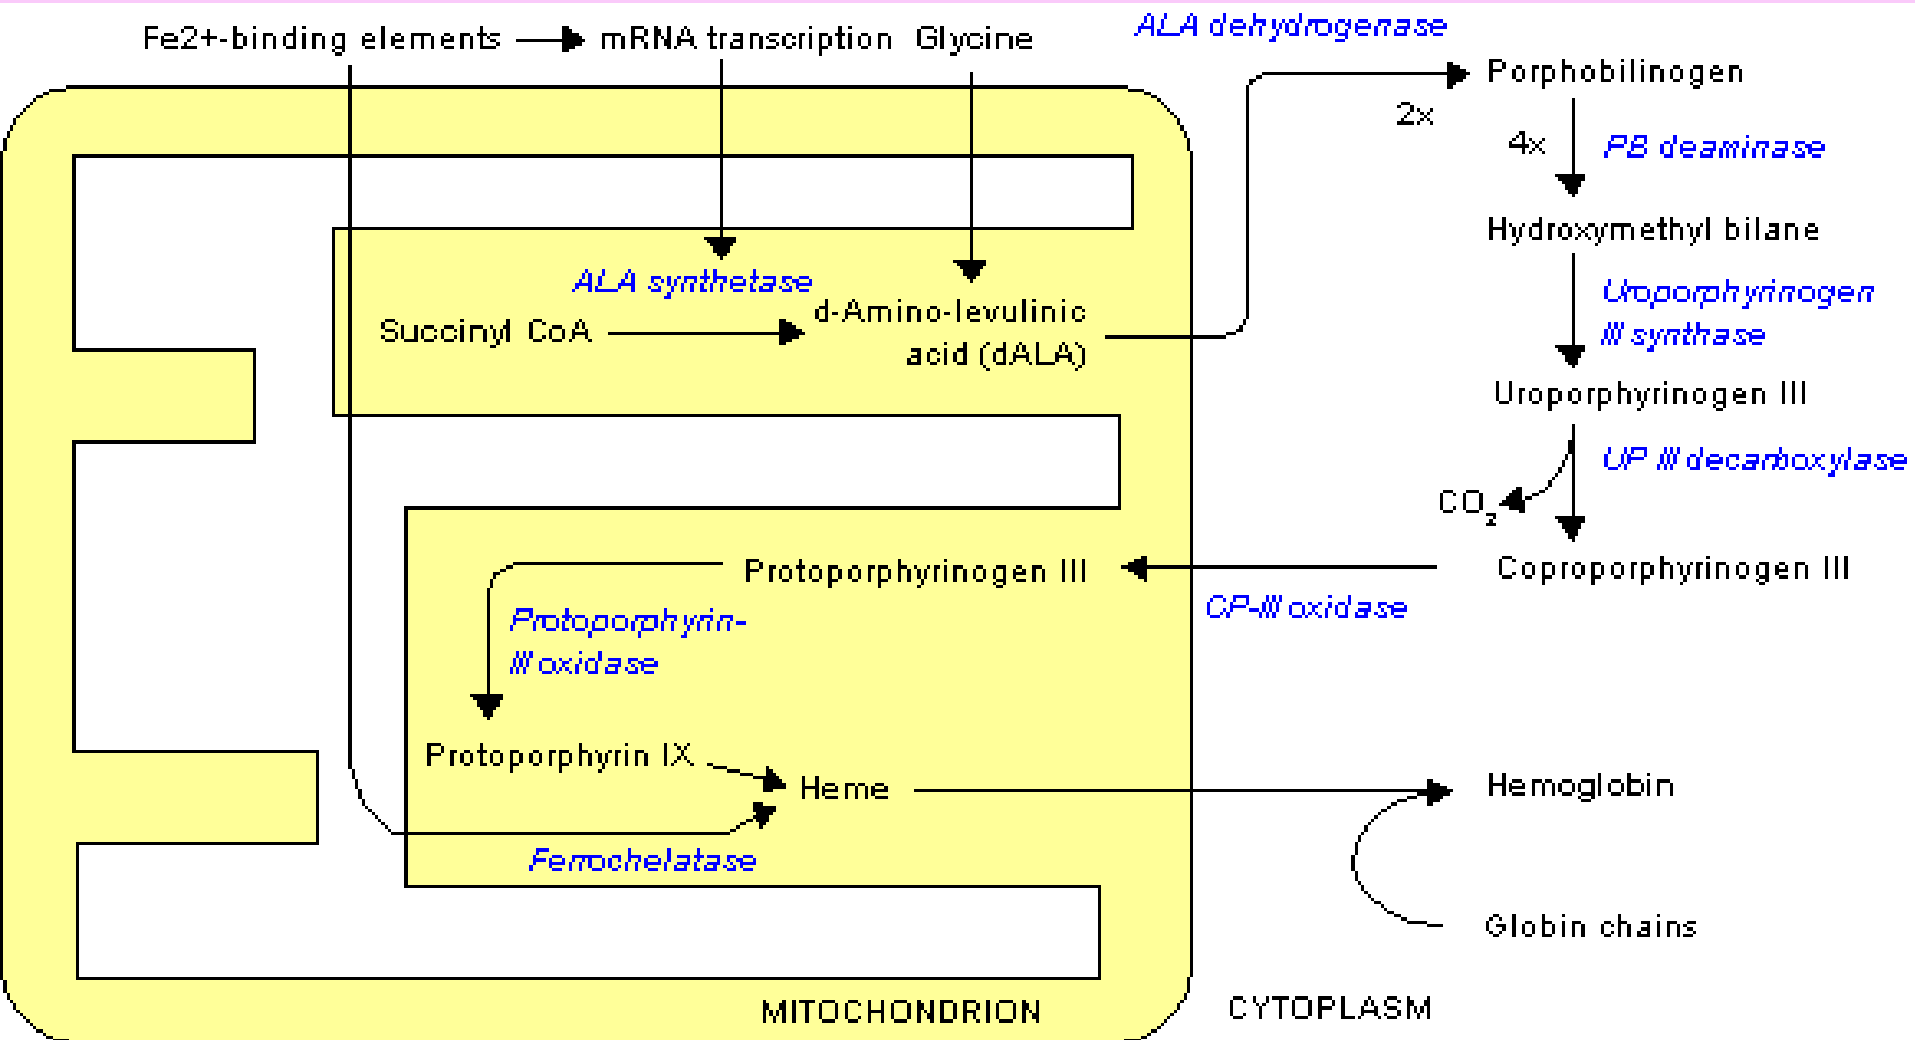 Fe2+-binding elements
mRNA transcription
Glycine
ALA dehydrogenase
Porphobilinogen
2x
4x
PB deaminase
Hydroxymethyl bilane
ALA synthetase
Succinyl CoA
d-Amino-levulinic
acid (dALA)
Uroporphyrinogen
III synthase
Uroporphyrinogen III
UP III decarboxylase
CO₂
Coproporphyrinogen III
CP-III oxidase
Protoporphyrinogen III
Protoporphyrin-
III oxidase
Protoporphyrin IX
Heme
Ferrochelatase
Hemoglobin
Globin chains
MITOCHONDRION
CYTOPLASM